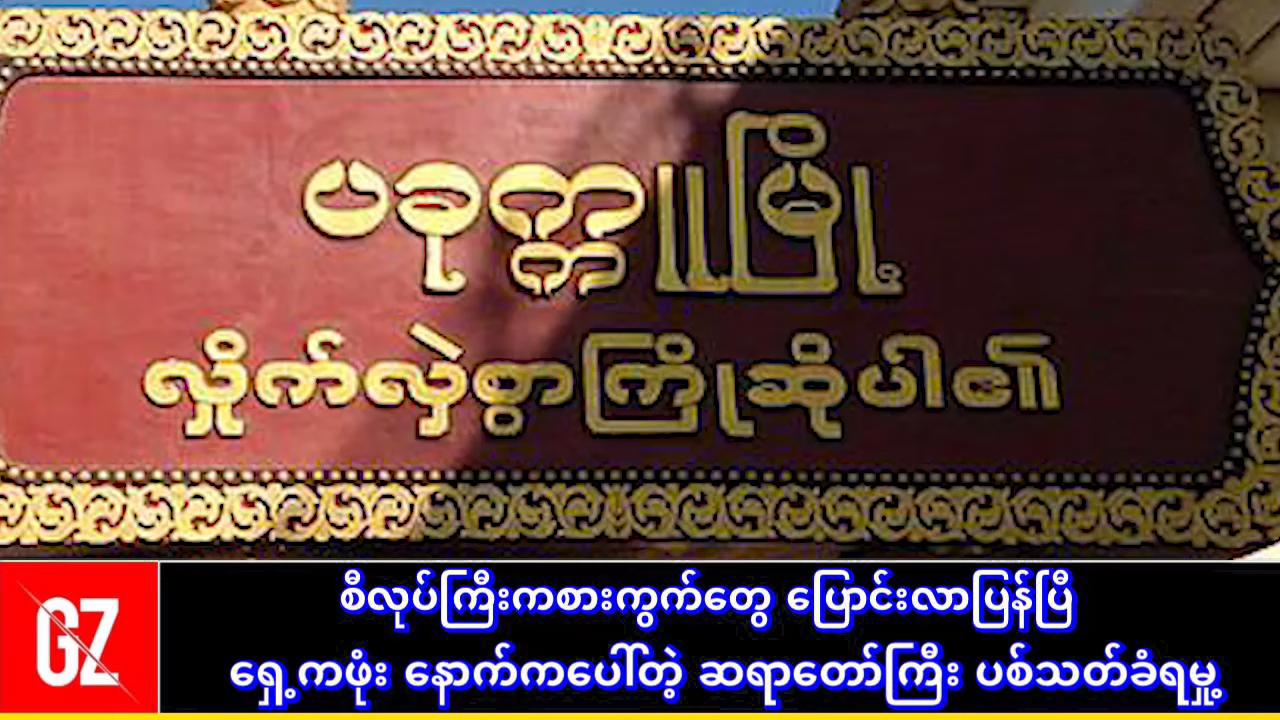 ပခုက္ကူမြို့
လှိုက်လှဲစွာကြိုဆိုပါ၏
GZ
စီလုပ်ကြီးကစားကွက်တွေ ပြောင်းလာပြန်ပြီ
ရှေ့ကဖုံး နောက်ကပေါ်တဲ့ ဆရာတော်ကြီး ပစ်သတ်ခံရမှု့